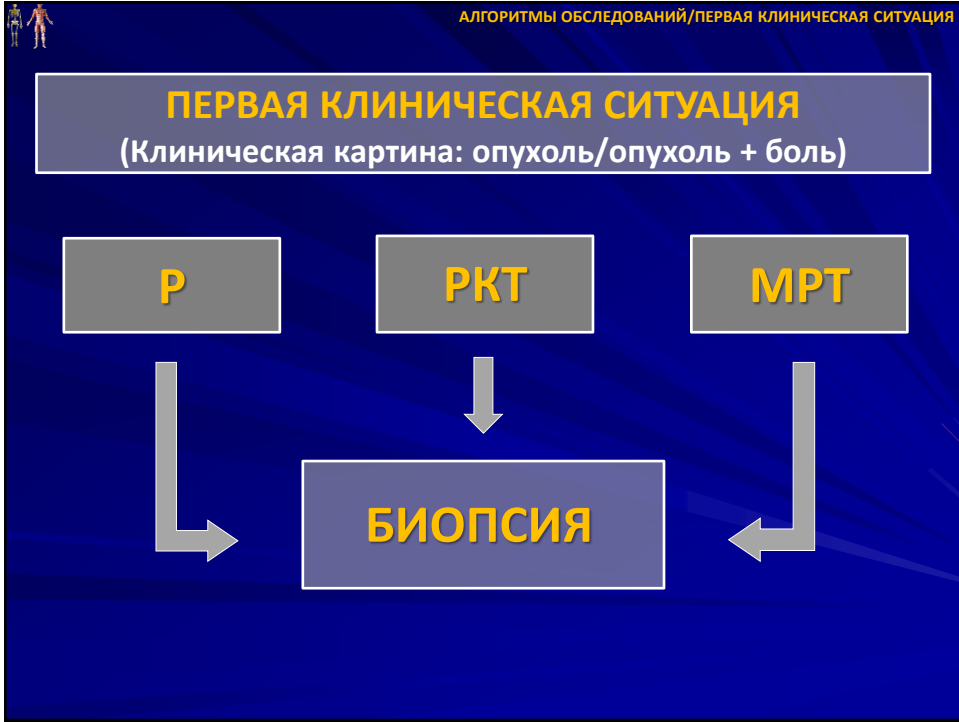 АЛГОРИТМЫ ОБСЛЕДОВАНИЙ/ПЕРВАЯ КЛИНИЧЕСКАЯ СИТУАЦИЯ
ПЕРВАЯ КЛИНИЧЕСКАЯ СИТУАЦИЯ
(Клиническая картина: опухоль/опухоль + боль)
Р
РКТ
МРТ
БИОПСИЯ